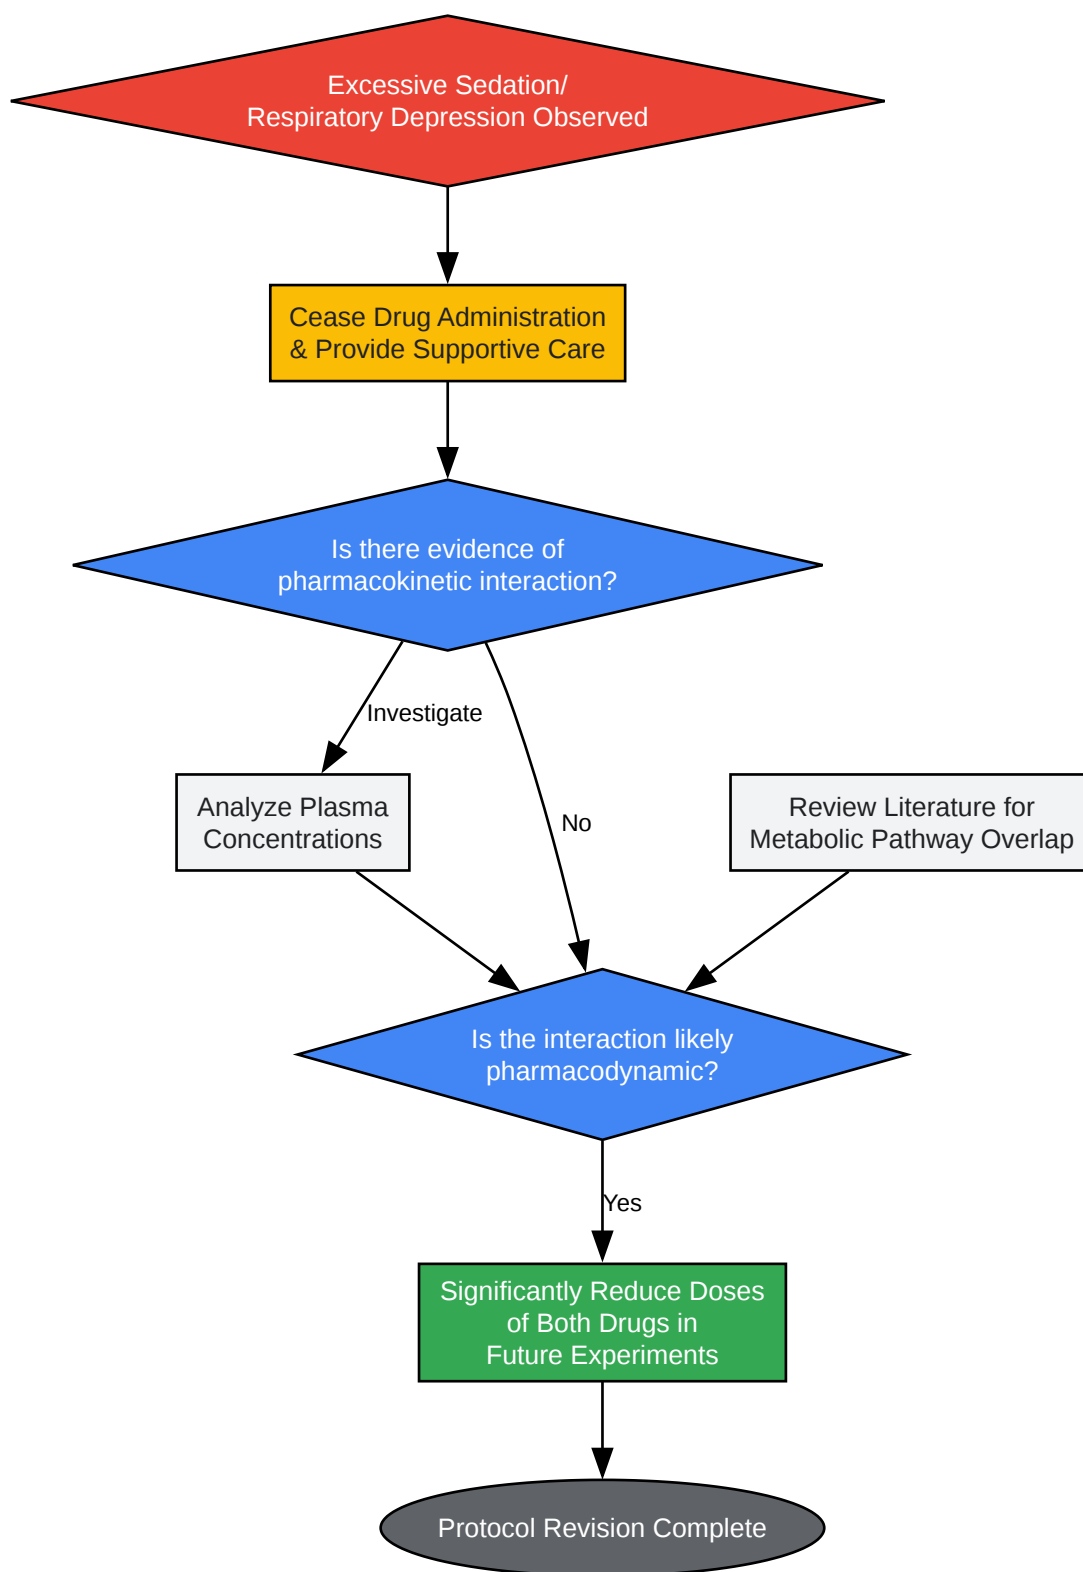 Excessive Sedation/
Respiratory Depression Observed
Cease Drug Administration
& Provide Supportive Care
Is there evidence of
pharmacokinetic interaction?
Investigate
No
Analyze Plasma
Concentrations
Review Literature for
Metabolic Pathway Overlap
Is the interaction likely
pharmacodynamic?
Yes
Significantly Reduce Doses
of Both Drugs in
Future Experiments
Protocol Revision Complete